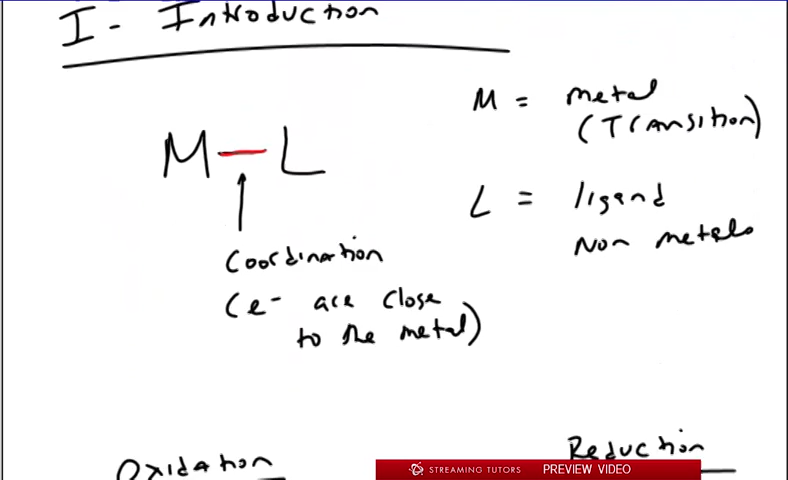 I - Introduction
M - L
M = metal
(Transition)
L = ligand
Non metals
Coordination
(e- are close
to the metal)
Oxidation
Reduction
STREAMING TUTORS PREVIEW VIDEO